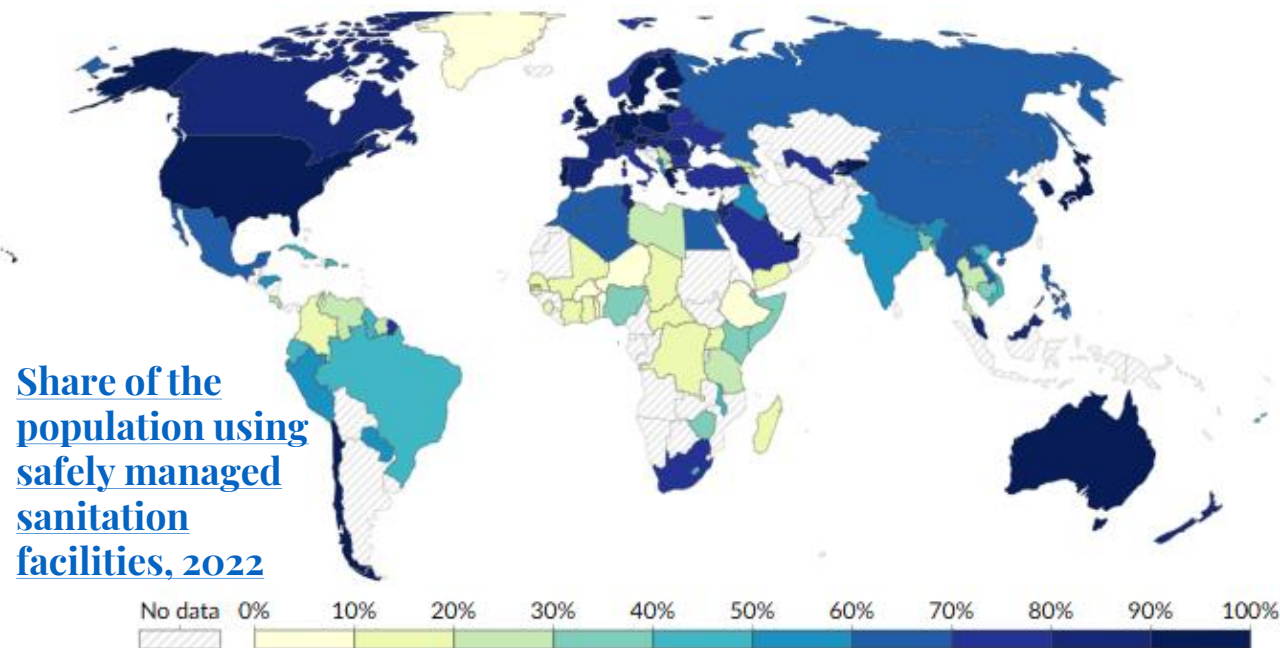 Share of the
population using
safely managed
sanitation
facilities, 2022
No data 0% 10% 20% 30% 40% 50% 60% 70% 80% 90% 100%